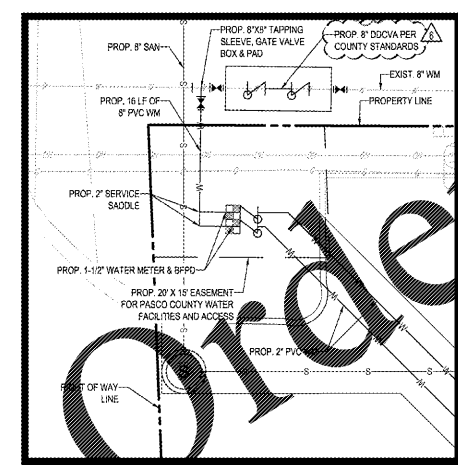 PROP. 8" SAN
PROP. 8"X8" TAPPING
SLEEVE, GATE VALVE
BOX & PAD
PROP. 8" DDCVA PER
COUNTY STANDARDS
6
EXIST. 8" WM
PROPERTY LINE
PROP. 16 LF OF
8" PVC WM
PROP. 2" SERVICE
SADDLE
PROP. 1-1/2" WATER METER & BFPD
PROP. 20' X 15' EASEMENT
FOR PASCO COUNTY WATER
FACILITIES AND ACCESS
PROP. 2" PVC
OF WAY
LINE
S
Orde